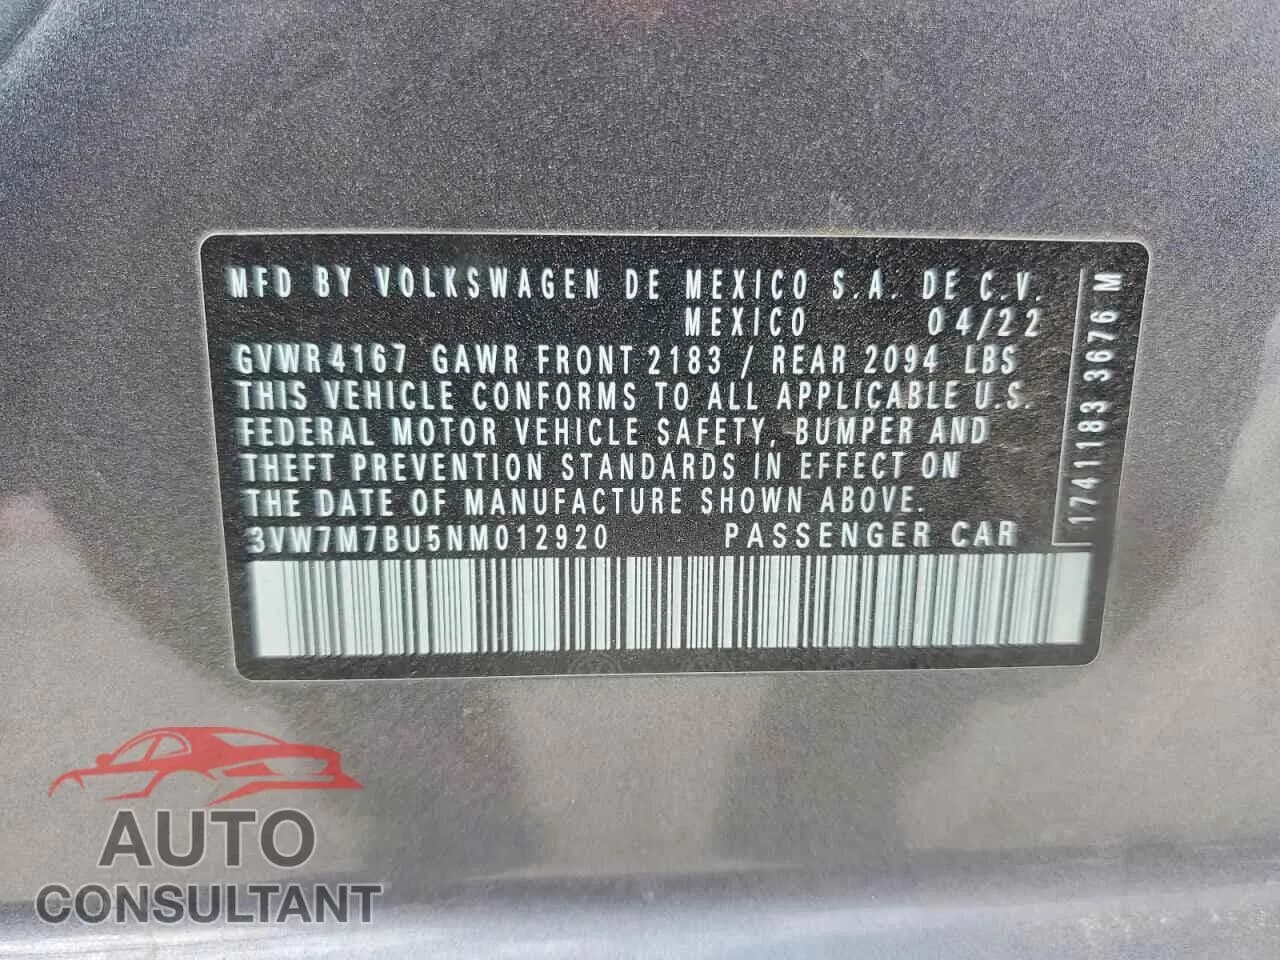 MFD BY VOLKSWAGEN DE MEXICO S.A. DE C.V.
MEXICO 04/22
GVWR 4167 GAWR FRONT 2183 / REAR 2094 LBS
THIS VEHICLE CONFORMS TO ALL APPLICABLE U.S.
FEDERAL MOTOR VEHICLE SAFETY, BUMPER AND
THEFT PREVENTION STANDARDS IN EFFECT ON
THE DATE OF MANUFACTURE SHOWN ABOVE.
3VW7M7BU5NM012920 PASSENGER CAR
1741183 3676 M
AUTO
CONSULTANT